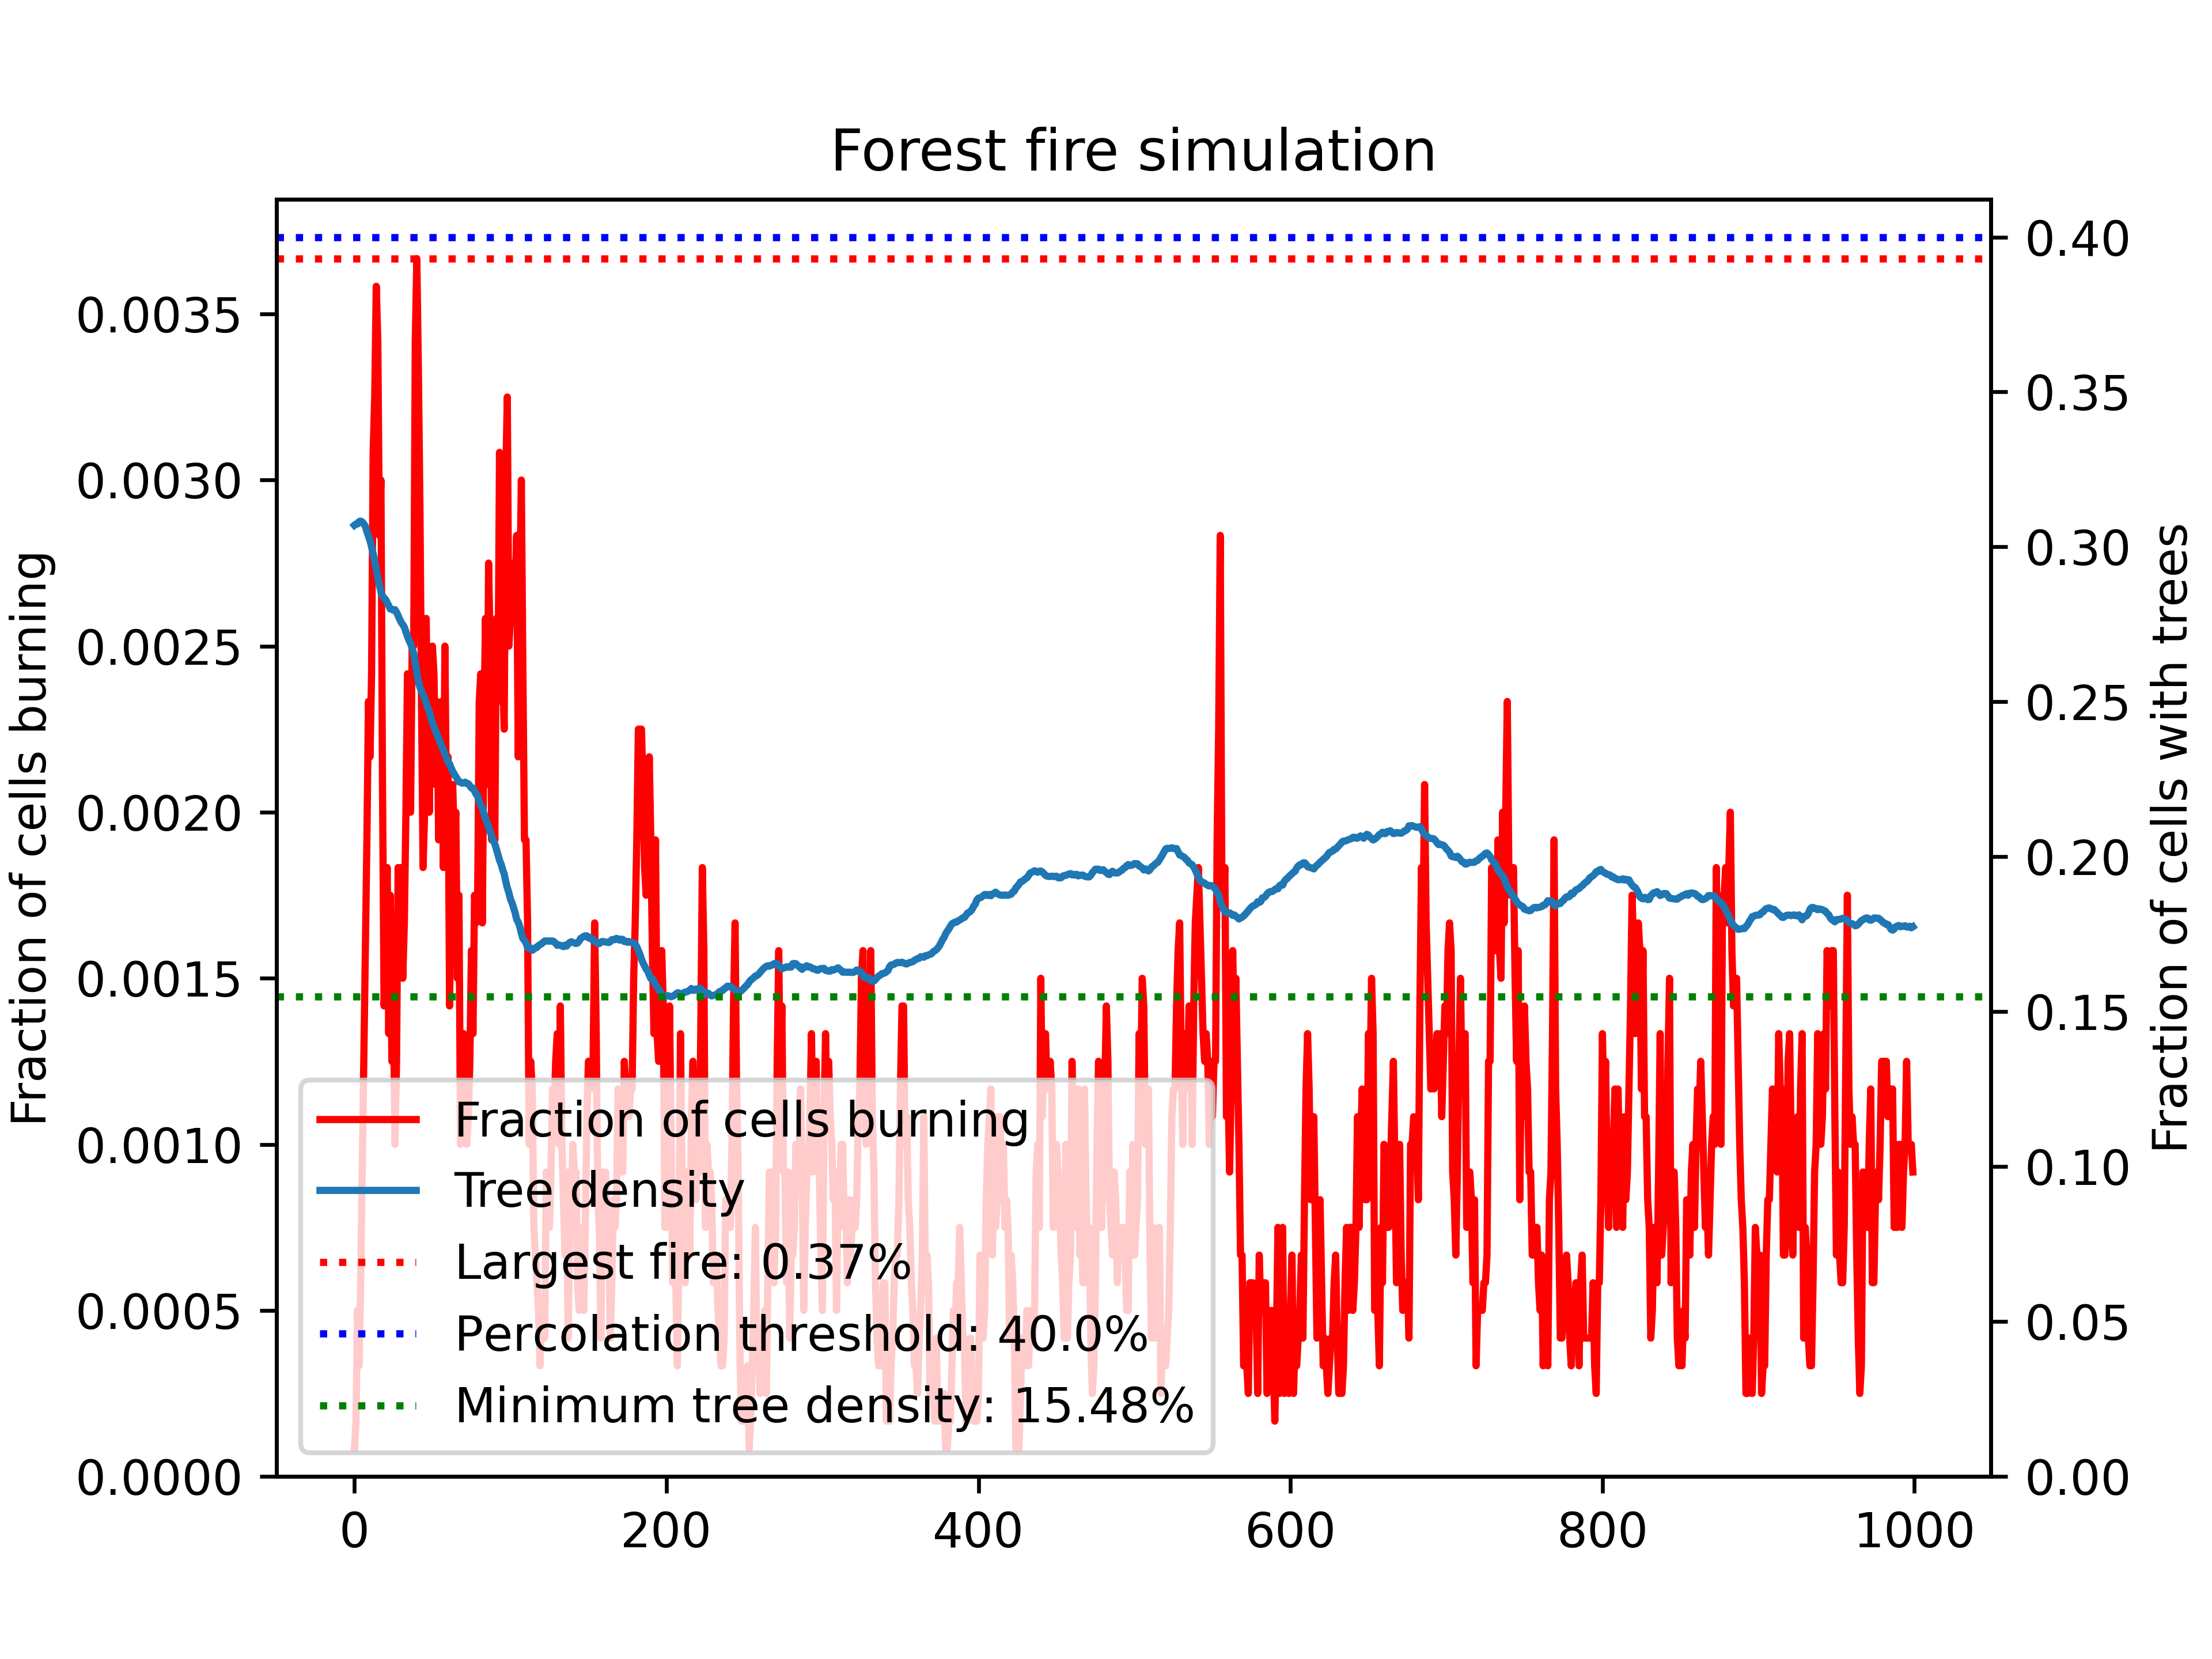 Forest fire simulation
0.0035
0.0030
0.0025
0.0020
0.0015
0.0010
0.0005
0.0000
Fraction of cells burning
0.40
0.35
0.30
0.25
0.20
0.15
0.10
0.05
0.00
Fraction of cells with trees
Fraction of cells burning
Tree density
Largest fire: 0.37%
Percolation threshold: 40.0%
Minimum tree density: 15.48%
0 200 400 600 800 1000